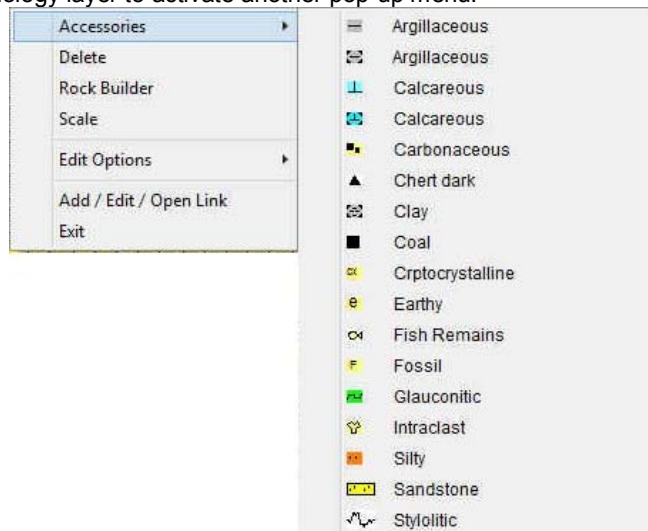 ology layer to activate another pop-up menu.
Accessories
Delete
Rock Builder
Scale
Edit Options
Add / Edit / Open Link
Exit
Argillaceous
Argillaceous
Calcareous
Calcareous
Carbonaceous
Chert dark
Clay
Coal
Crptocrystalline
Earthy
Fish Remains
Fossil
Glauconitic
Intraclast
Silty
Sandstone
Stylolitic